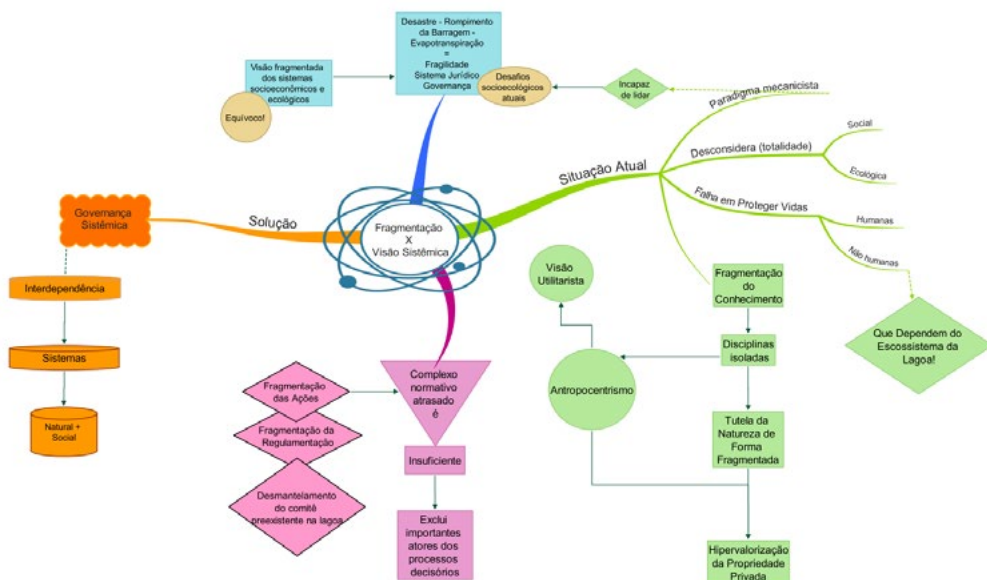 Desastre - Rompimento
da Barragem -
Evapotranspiração
=
Fragilidade
Sistema Jurídico
Governança
Visão fragmentada
dos sistemas
socioeconômicos e
ecológicos
Equívoco!
Desafios
socioecológicos
atuais
Incapaz
de lidar
Paradigma mecanicista
Situação Atual
Desconsidera (totalidade)
Social
Ecológica
Falha em Proteger Vidas
Humanas
Não humanas
Governança
Sistêmica
Solução
Fragmentação
X
Visão Sistêmica
Interdependência
Sistemas
Natural +
Social
Visão
Utilitarista
Fragmentação
do
Conhecimento
Disciplinas
isoladas
Antropocentrismo
Tutela da
Natureza de
Forma
Fragmentada
Hipervalorização
da Propriedade
Privada
Que Dependem do
Escossistema da
Lagoa!
Fragmentação
das Ações
Fragmentação da
Regulamentação
Desmantelamento
do comitê
preexistente na lagoa
Complexo
normativo
atrasado
é
Insuficiente
Exclui
importantes
atores dos
processos
decisórios